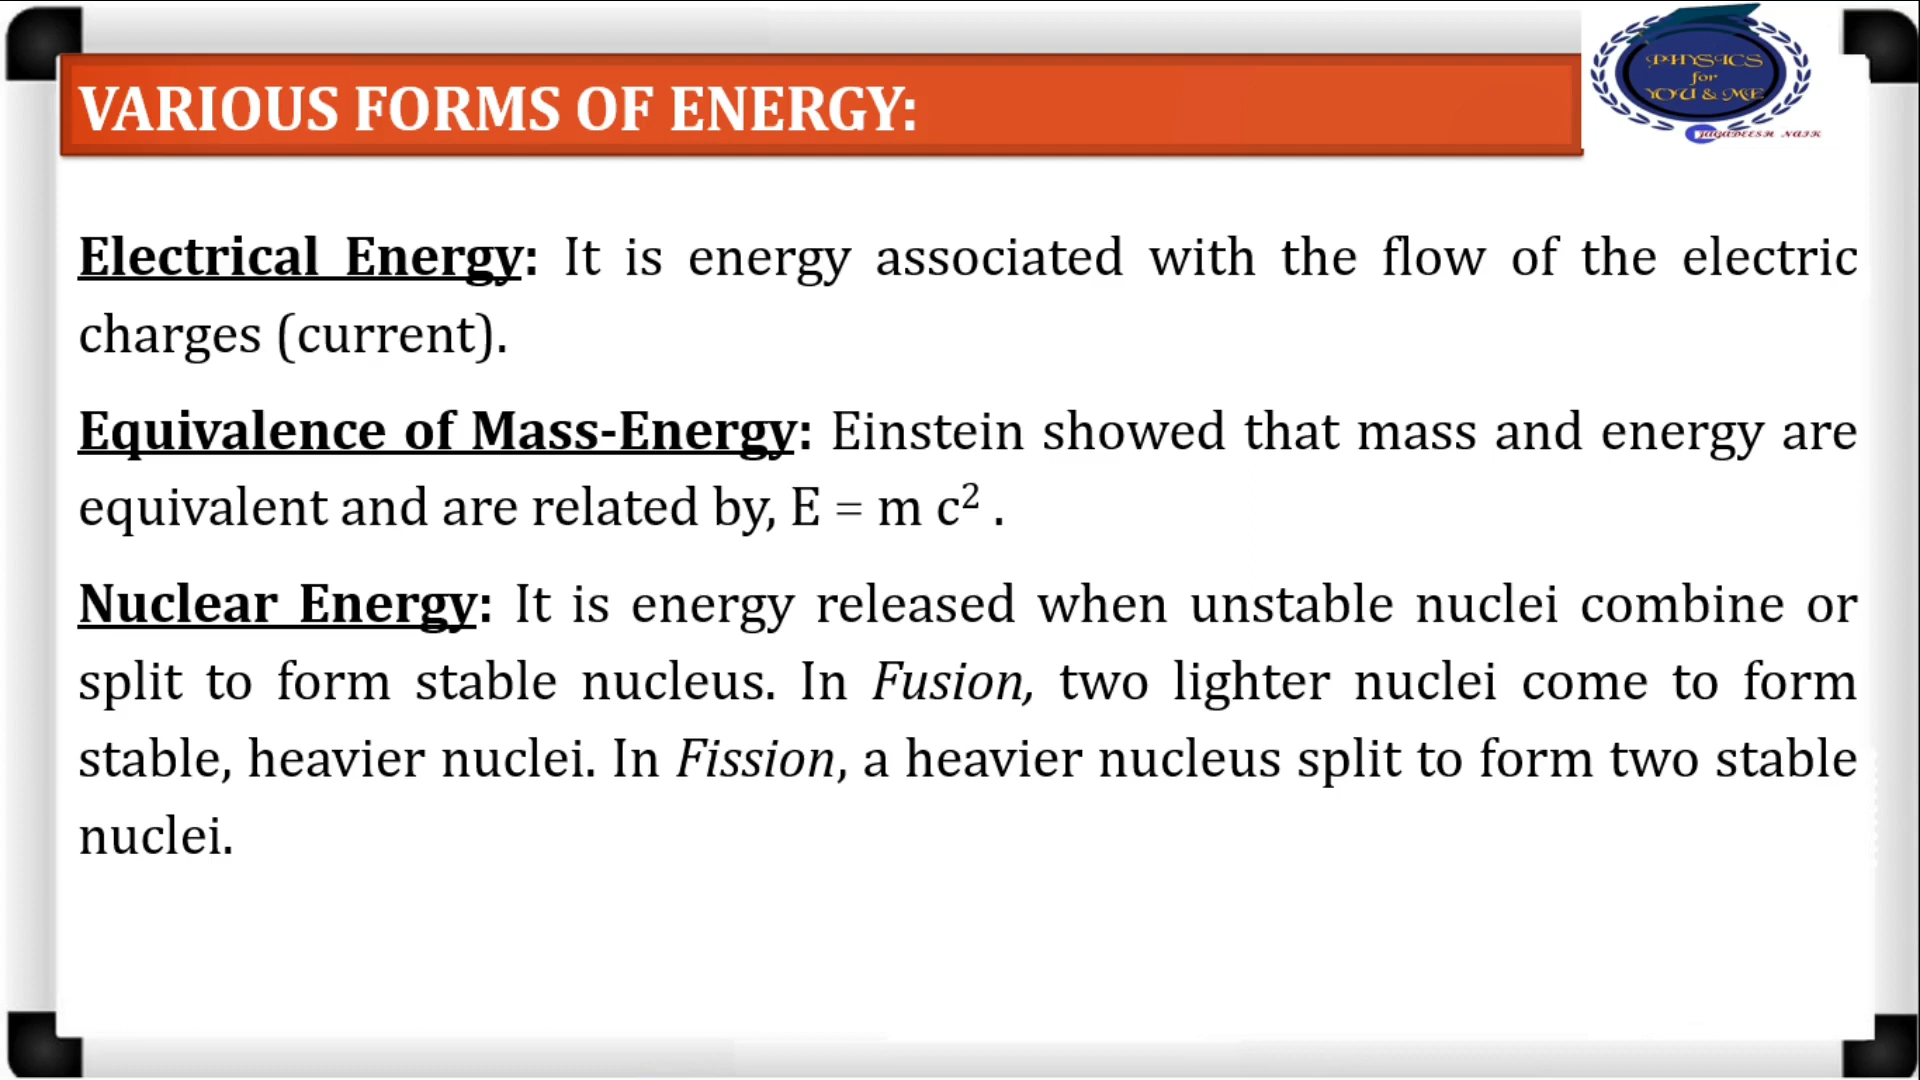 VARIOUS FORMS OF ENERGY:
PHYSICS
for
YOU & ME
JAGADEESH NAIK
Electrical Energy: It is energy associated with the flow of the electric
charges (current).
Equivalence of Mass-Energy: Einstein showed that mass and energy are
equivalent and are related by, E = m c² .
Nuclear Energy: It is energy released when unstable nuclei combine or
split to form stable nucleus. In Fusion, two lighter nuclei come to form
stable, heavier nuclei. In Fission, a heavier nucleus split to form two stable
nuclei.